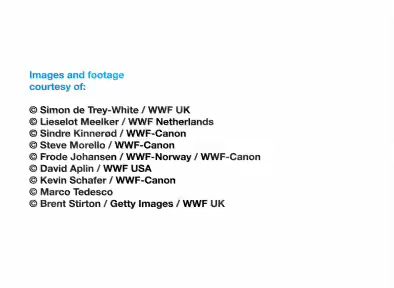 Images and footage
courtesy of:
© Simon de Trey-White / WWF UK
© Lieselot Meelker / WWF Netherlands
© Sindre Kinnerød / WWF-Canon
© Steve Morello / WWF-Canon
© Frode Johansen / WWF-Norway / WWF-Canon
© David Aplin / WWF USA
© Kevin Schafer / WWF-Canon
© Marco Tedesco
© Brent Stirton / Getty Images / WWF UK